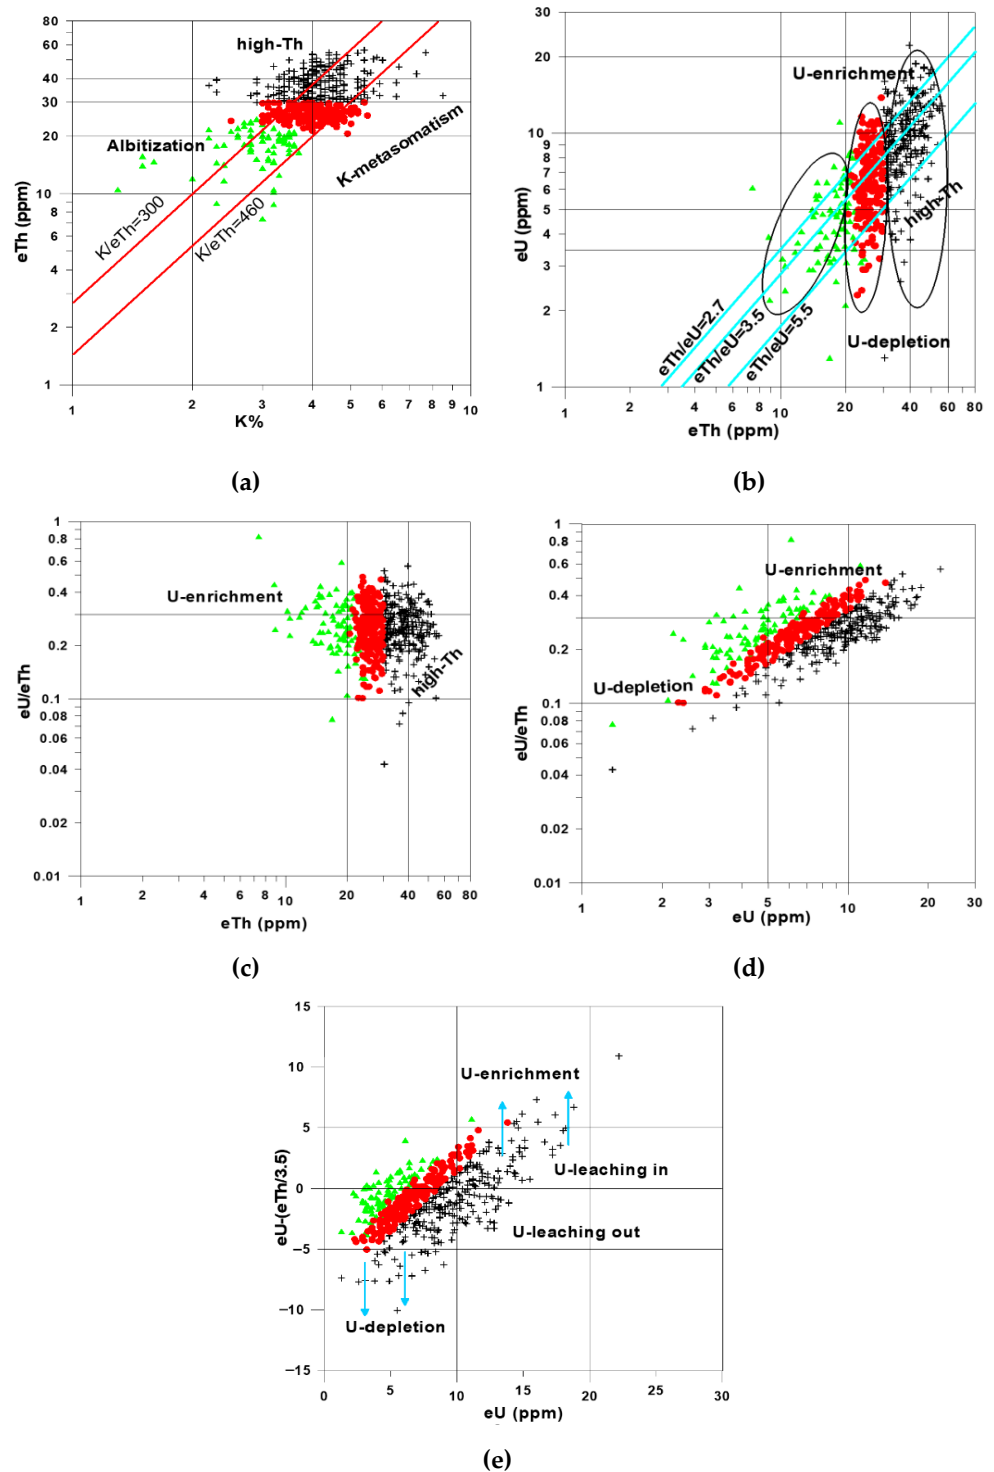 80
60
40
30
20
10
8
6
4
2
1
eTh (ppm)
high-Th
Albitization
K-metasomatism
K/eTh=300
K/eTh=460
1
2
3
4
5
6
8
10
K%
(a)
30
20
10
9
8
7
6
5
4
3
2
1
eU (ppm)
U-enrichment
high-Th
U-depletion
eTh/eU=2.7
eTh/eU=3.5
eTh/eU=5.5
1
2
4
6
8
10
20
40
60
80
eTh (ppm)
(b)
1
0.8
0.6
0.4
0.2
0.1
0.08
0.06
0.04
0.02
0.01
eU/eTh
U-enrichment
high-Th
1
2
4
6
8
10
20
40
60
80
eTh (ppm)
(c)
1
0.8
0.6
0.4
0.2
0.1
0.08
0.06
0.04
0.02
0.01
eU/eTh
U-enrichment
U-depletion
1
2
3
5
10
20
30
eU (ppm)
(d)
15
10
5
0
−5
−10
−15
eU-(eTh/3.5)
U-enrichment
U-leaching in
U-leaching out
U-depletion
0
5
10
15
20
25
30
eU (ppm)
(e)